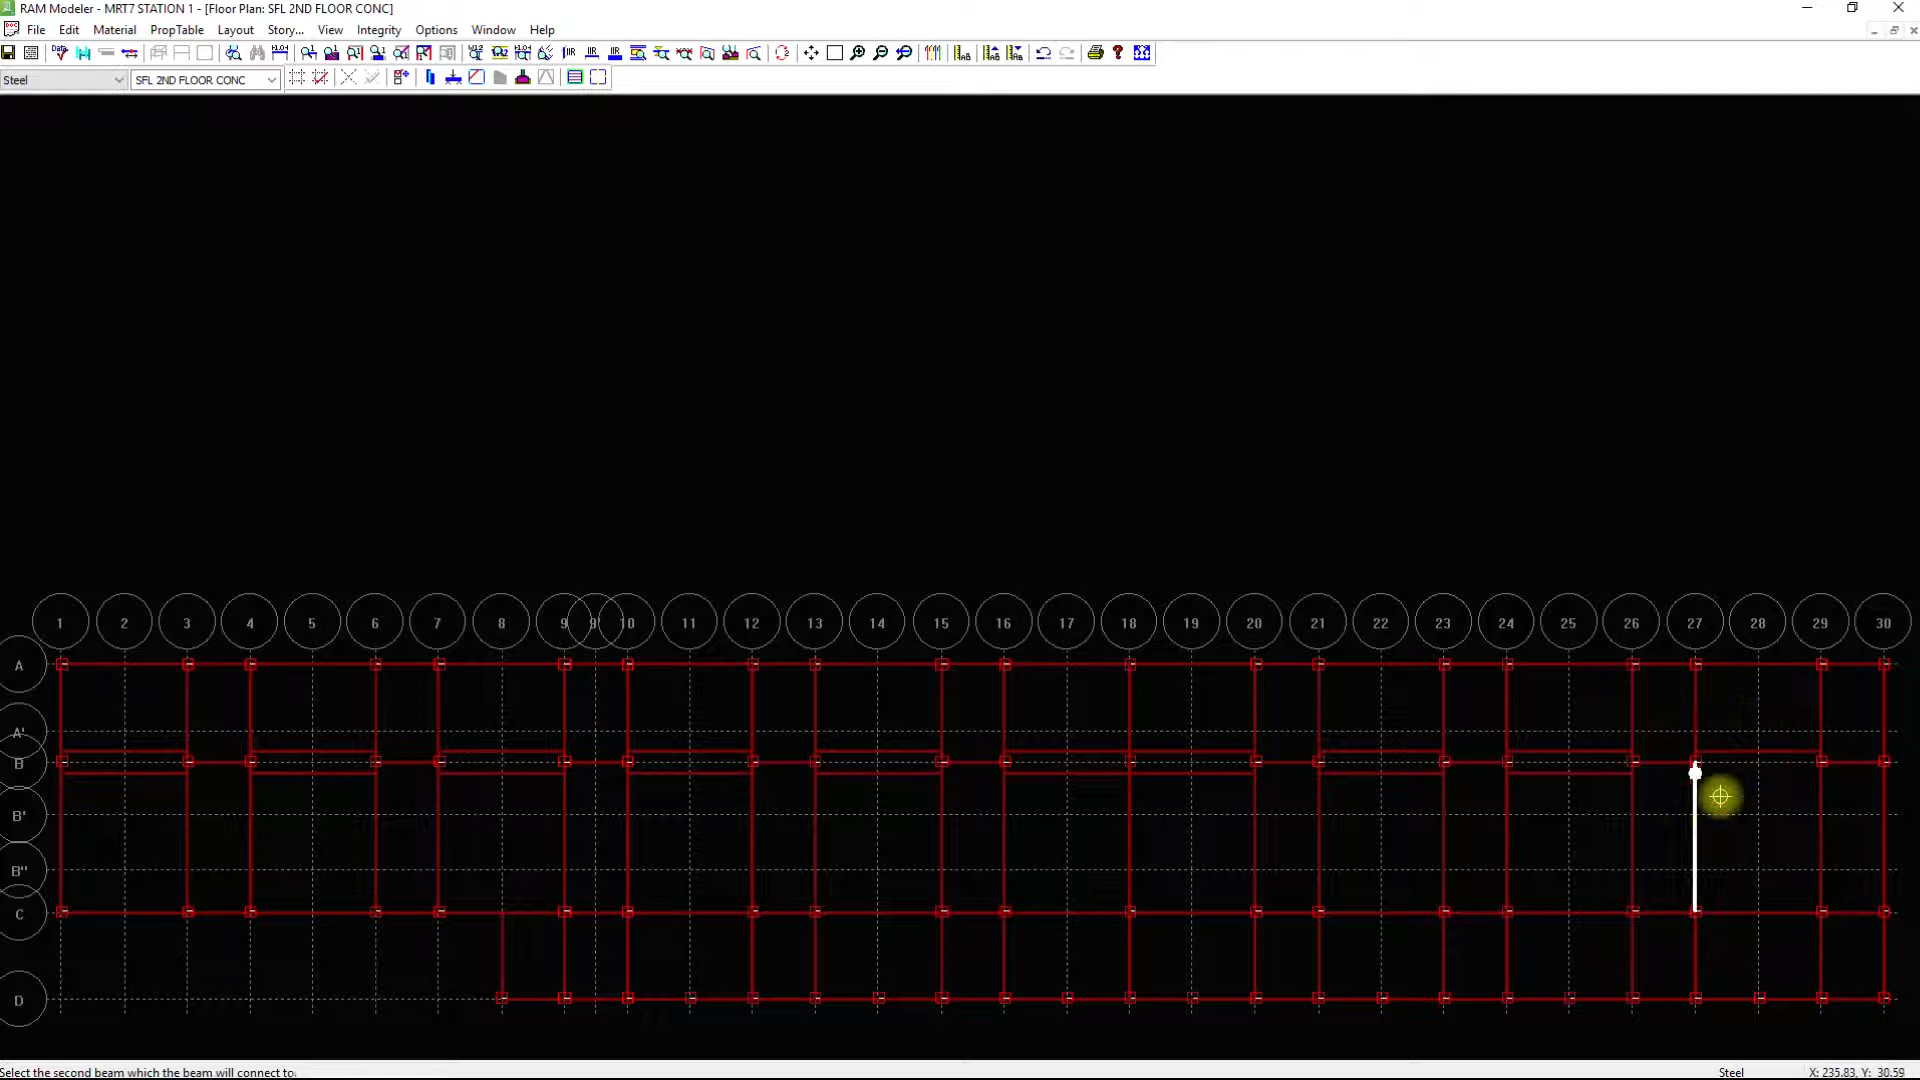 RAM Modeler - MRT7 STATION 1 - [Floor Plan: SFL 2ND FLOOR CONC]
File Edit Material PropTable Layout Story... View Integrity Options Window Help
Steel SFL 2ND FLOOR CONC
1 2 3 4 5 6 7 8 9 10 11 12 13 14 15 16 17 18 19 20 21 22 23 24 25 26 27 28 29 30
A
A'
B
B'
B"
C
D
Select the second beam which the beam will connect to. Steel X: 235.83, Y: 30.59